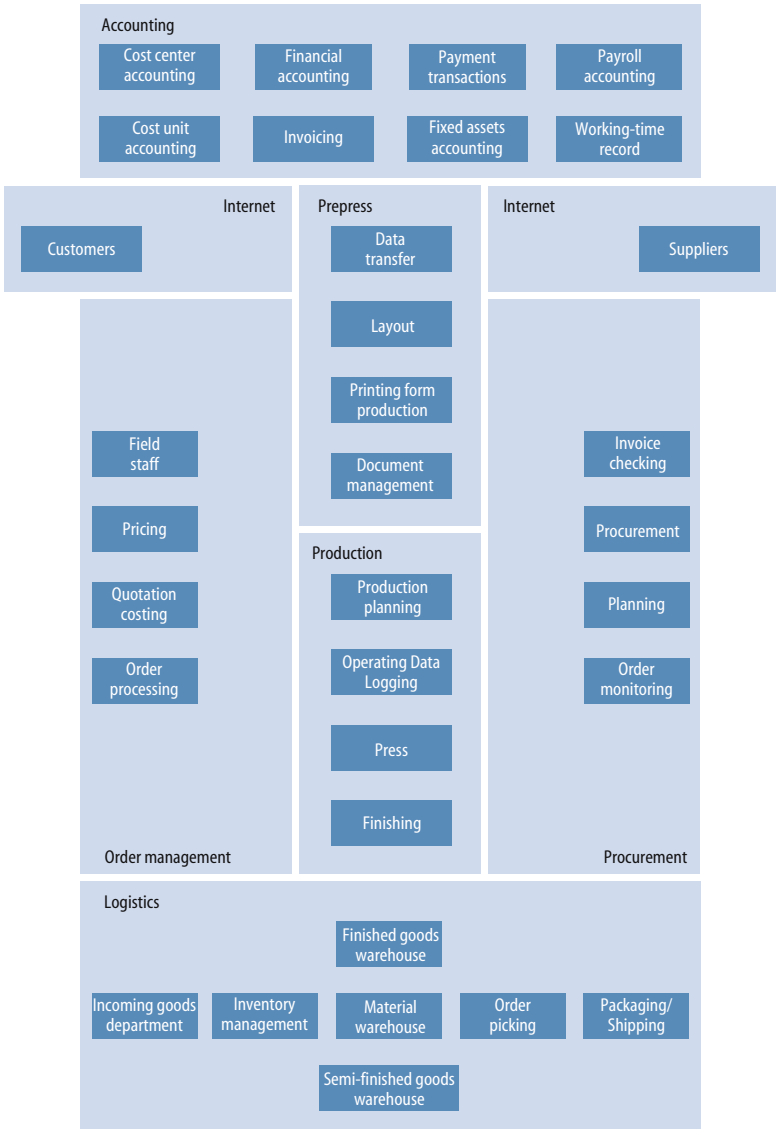 Accounting
Cost center
accounting
Financial
accounting
Payment
transactions
Payroll
accounting
Cost unit
accounting
Invoicing
Fixed assets
accounting
Working-time
record
Internet
Customers
Prepress
Data
transfer
Layout
Printing form
production
Document
management
Internet
Suppliers
Field
staff
Pricing
Quotation
costing
Order
processing
Order management
Production
Production
planning
Operating Data
Logging
Press
Finishing
Invoice
checking
Procurement
Planning
Order
monitoring
Procurement
Logistics
Finished goods
warehouse
Incoming goods
department
Inventory
management
Material
warehouse
Order
picking
Packaging/
Shipping
Semi-finished goods
warehouse